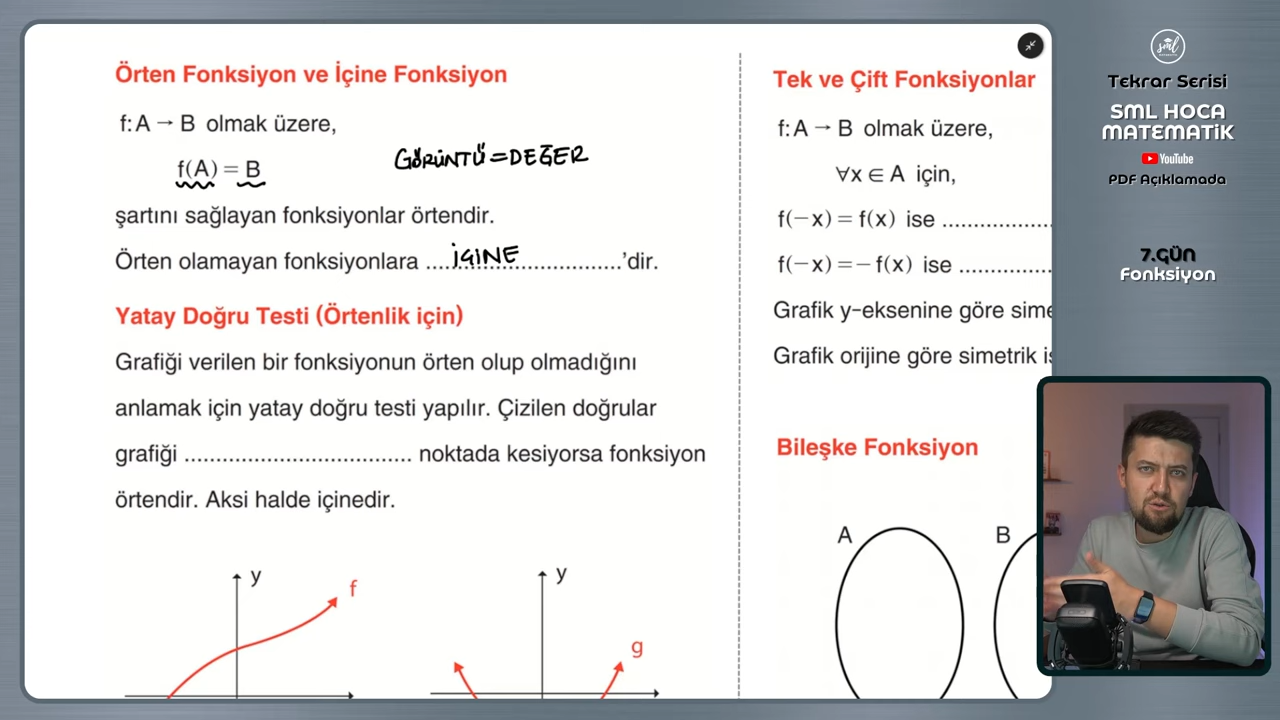 Örten Fonksiyon ve İçine Fonksiyon
f: A → B olmak üzere,
f(A) = B
GÖRÜNTÜ = DEĞER
şartını sağlayan fonksiyonlar örtendir.
Örten olamayan fonksiyonlara ....İÇİNE..........................'dir.
Yatay Doğru Testi (Örtenlik için)
Grafiği verilen bir fonksiyonun örten olup olmadığını
anlamak için yatay doğru testi yapılır. Çizilen doğrular
grafiği .................................... noktada kesiyorsa fonksiyon
örtendir. Aksi halde içinedir.
y
f
y
g
Tek ve Çift Fonksiyonlar
f: A → B olmak üzere,
∀x ∈ A için,
f(−x) = f(x) ise ..................
f(−x) = − f(x) ise ...............
Grafik y-eksenine göre sime
Grafik orijine göre simetrik is
Bileşke Fonksiyon
A
B
sml
Tekrar Serisi
SML HOCA
MATEMATİK
YouTube
PDF Açıklamada
7.GÜN
Fonksiyon